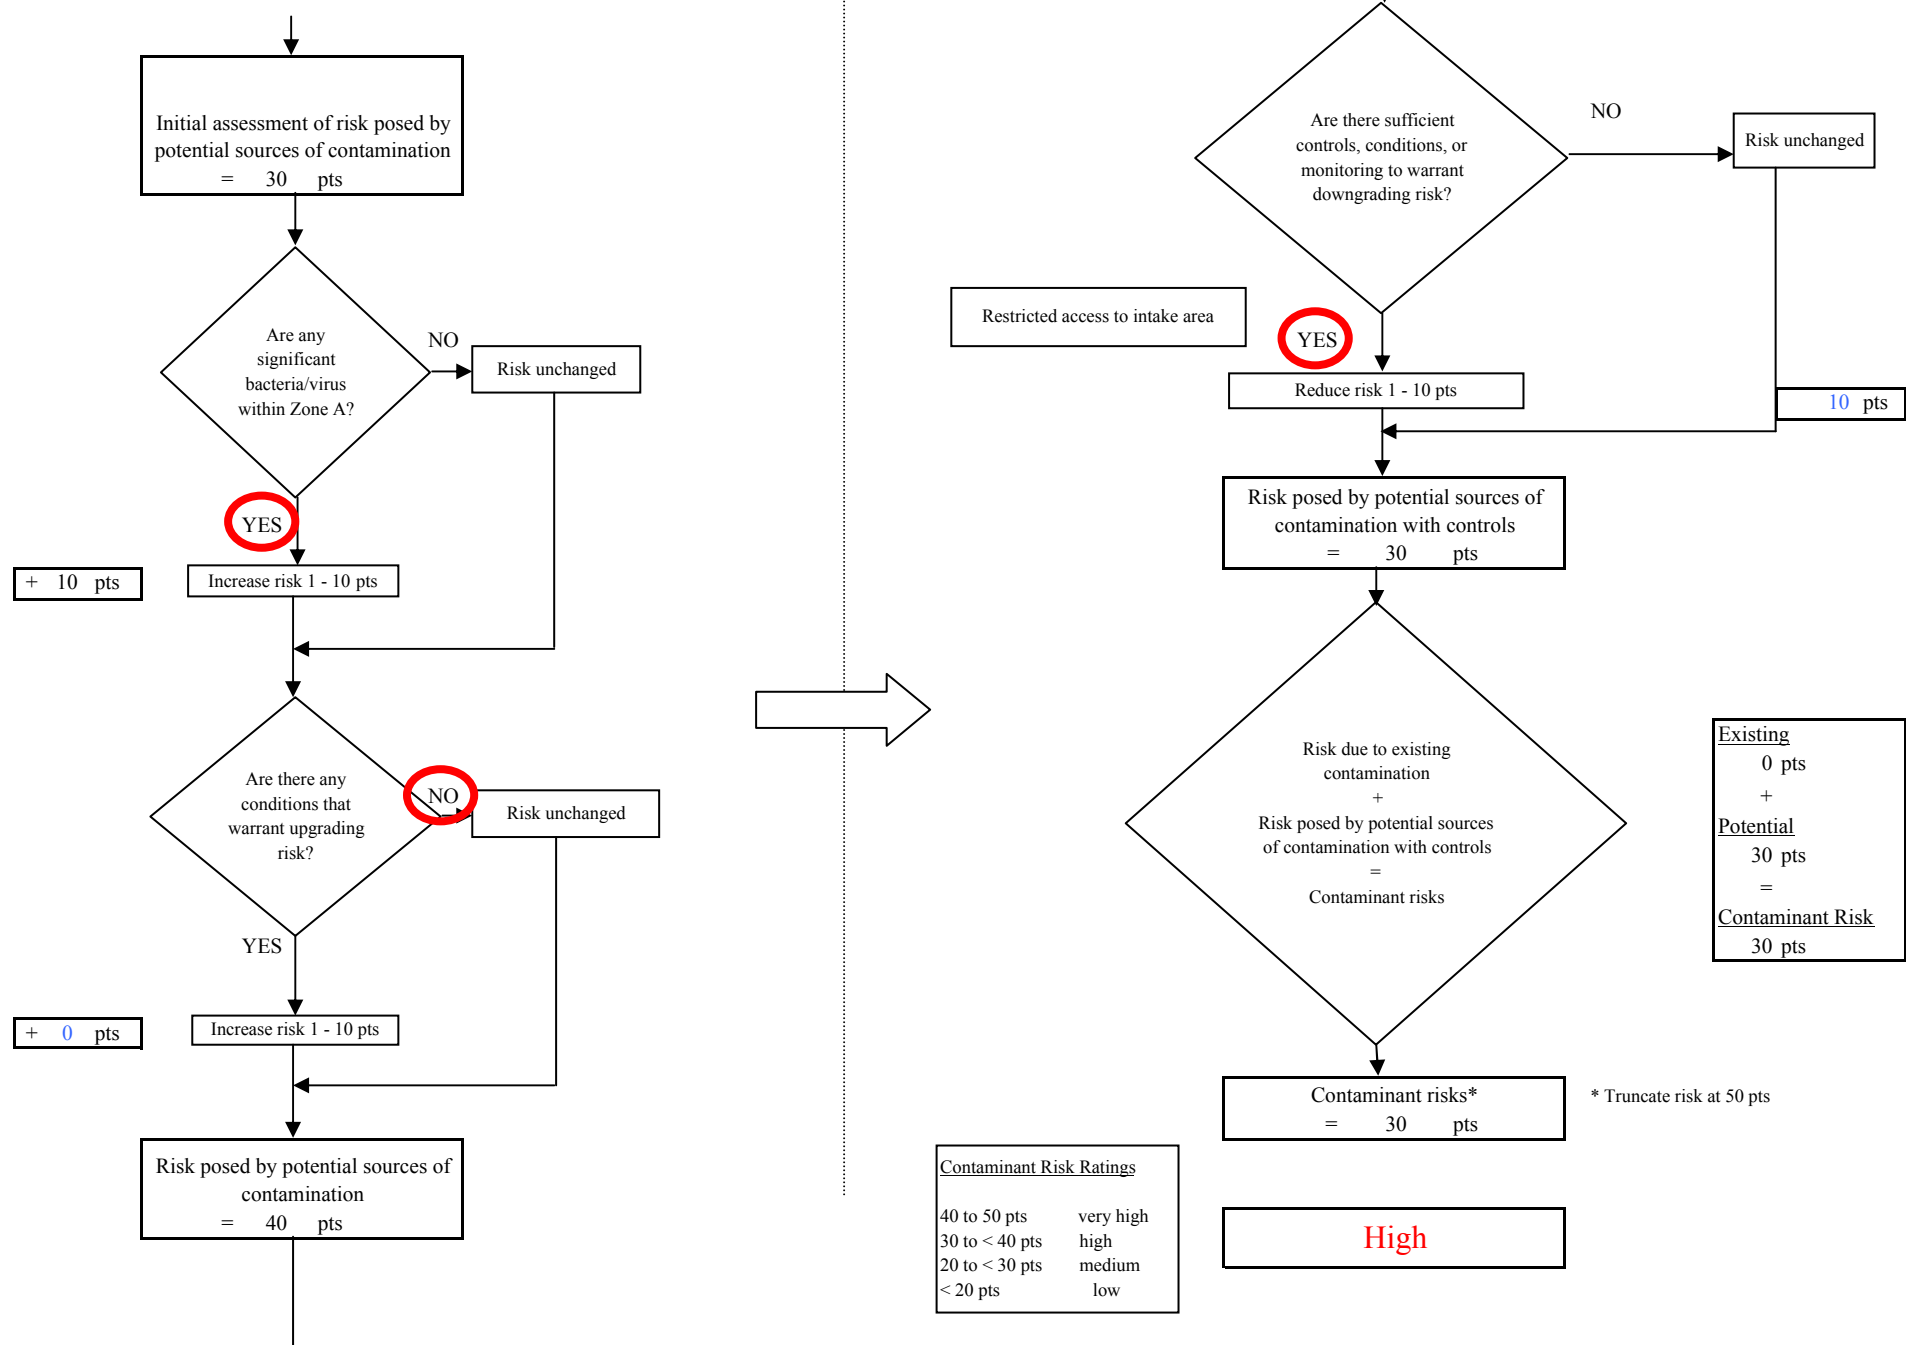 Initial assessment of risk posed by
potential sources of contamination
= 30 pts
Are any
significant
bacteria/virus
within Zone A?
NO
Risk unchanged
YES
+ 10 pts
Increase risk 1 - 10 pts
Are there any
conditions that
warrant upgrading
risk?
NO
Risk unchanged
YES
+ 0 pts
Increase risk 1 - 10 pts
Risk posed by potential sources of
contamination
= 40 pts
Are there sufficient
controls, conditions, or
monitoring to warrant
downgrading risk?
NO
Risk unchanged
Restricted access to intake area
YES
Reduce risk 1 - 10 pts
10 pts
Risk posed by potential sources of
contamination with controls
= 30 pts
Risk due to existing
contamination
+
Risk posed by potential sources
of contamination with controls
=
Contaminant risks
Existing
0 pts
+
Potential
30 pts
=
Contaminant Risk
30 pts
Contaminant risks*
= 30 pts
* Truncate risk at 50 pts
Contaminant Risk Ratings
40 to 50 pts very high
30 to < 40 pts high
20 to < 30 pts medium
< 20 pts low
High